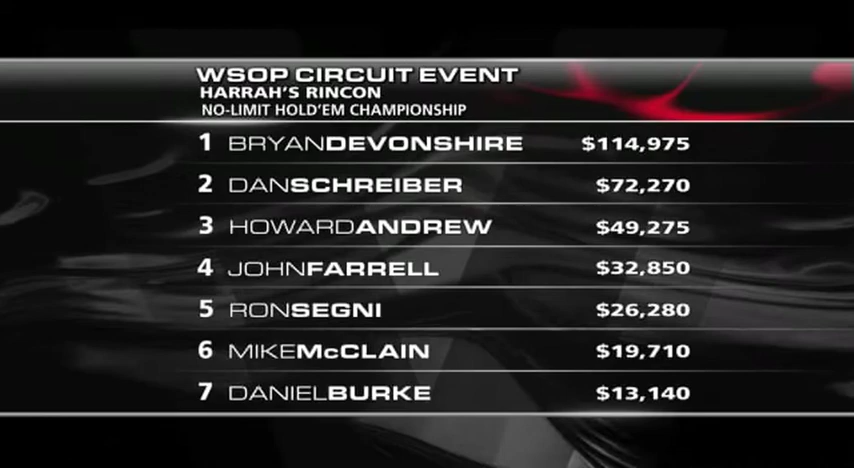 WSOP CIRCUIT EVENT
HARRAH'S RINCON
NO-LIMIT HOLD'EM CHAMPIONSHIP
1 BRYANDEVONSHIRE $114,975
2 DANSCHREIBER $72,270
3 HOWARDANDREW $49,275
4 JOHNFARRELL $32,850
5 RONSEGNI $26,280
6 MIKEMcCLAIN $19,710
7 DANIELBURKE $13,140